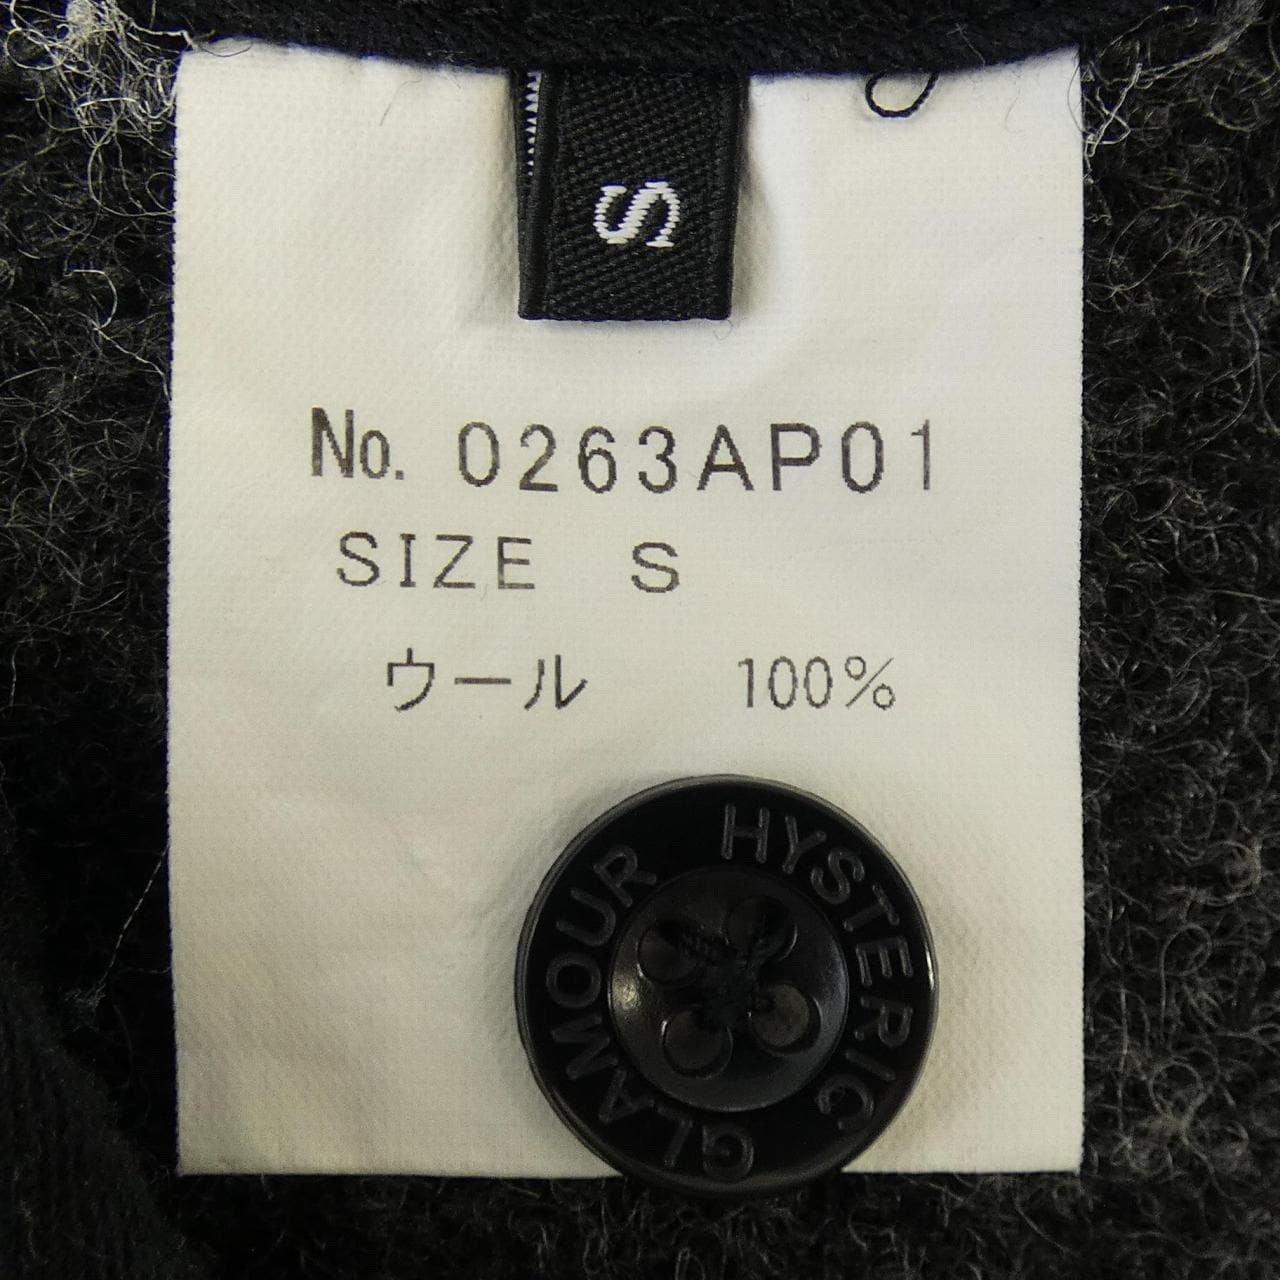 S
No. 0263AP01
SIZE S
ウール 100%
HYSTERIC GLAMOUR